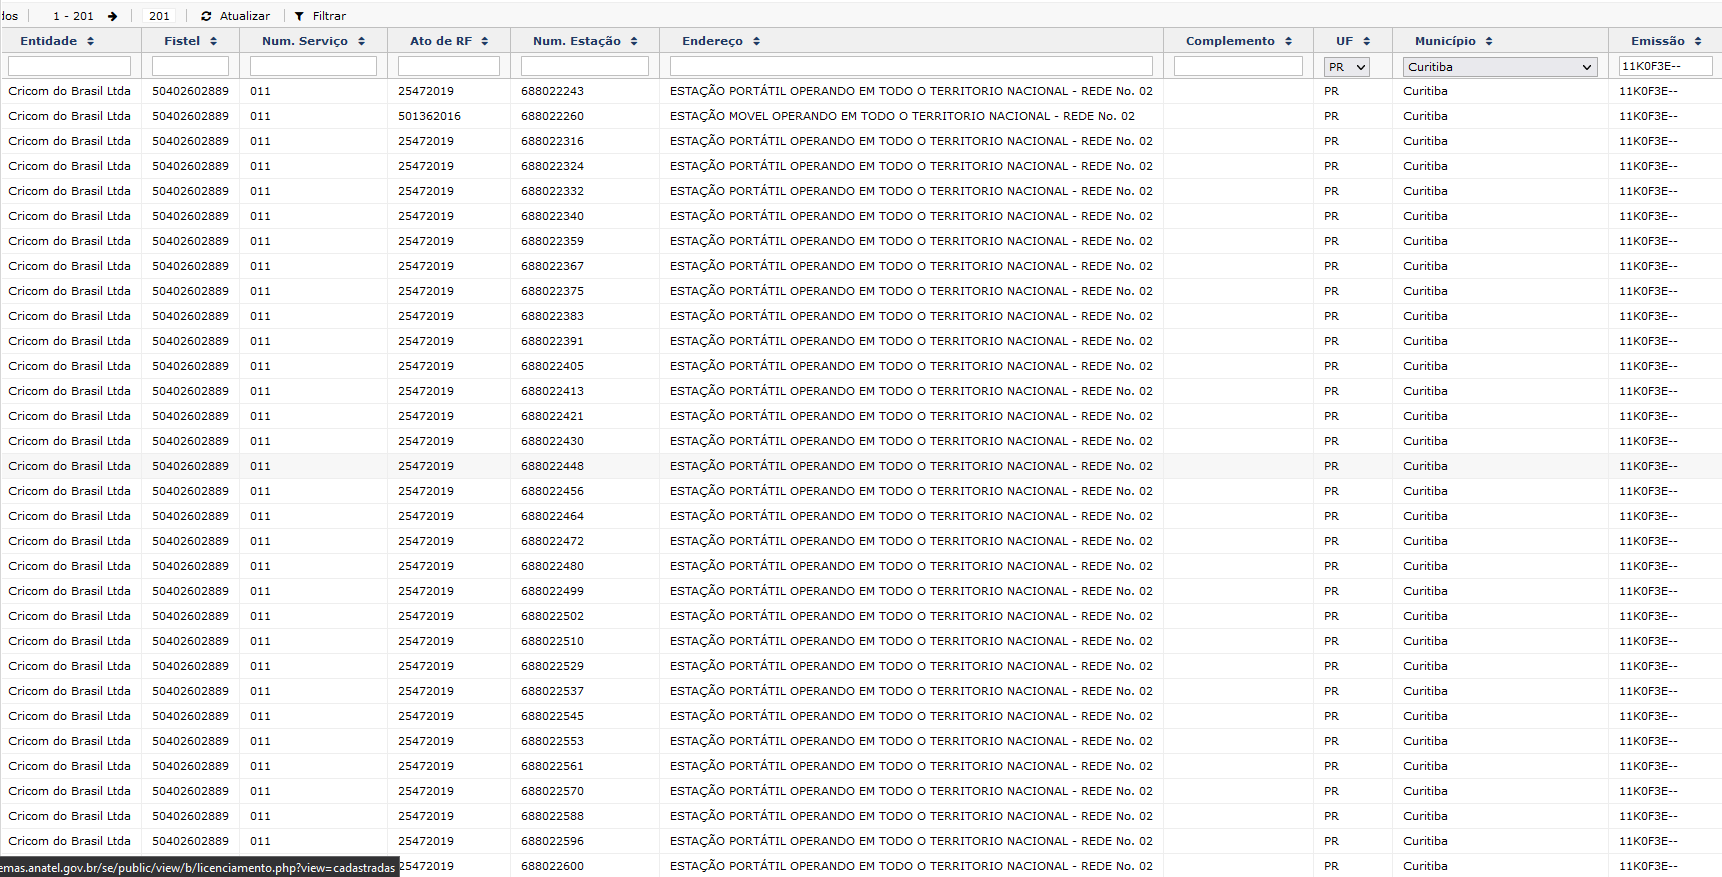 dos 1 - 201 201 Atualizar Filtrar
Entidade Fistel Num. Serviço Ato de RF Num. Estação Endereço Complemento UF Município Emissão
PR Curitiba 11K0F3E--
Cricom do Brasil Ltda 50402602889 011 25472019 688022243 ESTAÇÃO PORTÁTIL OPERANDO EM TODO O TERRITORIO NACIONAL - REDE No. 02 PR Curitiba 11K0F3E--
Cricom do Brasil Ltda 50402602889 011 501362016 688022260 ESTAÇÃO MOVEL OPERANDO EM TODO O TERRITORIO NACIONAL - REDE No. 02 PR Curitiba 11K0F3E--
Cricom do Brasil Ltda 50402602889 011 25472019 688022316 ESTAÇÃO PORTÁTIL OPERANDO EM TODO O TERRITORIO NACIONAL - REDE No. 02 PR Curitiba 11K0F3E--
Cricom do Brasil Ltda 50402602889 011 25472019 688022324 ESTAÇÃO PORTÁTIL OPERANDO EM TODO O TERRITORIO NACIONAL - REDE No. 02 PR Curitiba 11K0F3E--
Cricom do Brasil Ltda 50402602889 011 25472019 688022332 ESTAÇÃO PORTÁTIL OPERANDO EM TODO O TERRITORIO NACIONAL - REDE No. 02 PR Curitiba 11K0F3E--
Cricom do Brasil Ltda 50402602889 011 25472019 688022340 ESTAÇÃO PORTÁTIL OPERANDO EM TODO O TERRITORIO NACIONAL - REDE No. 02 PR Curitiba 11K0F3E--
Cricom do Brasil Ltda 50402602889 011 25472019 688022359 ESTAÇÃO PORTÁTIL OPERANDO EM TODO O TERRITORIO NACIONAL - REDE No. 02 PR Curitiba 11K0F3E--
Cricom do Brasil Ltda 50402602889 011 25472019 688022367 ESTAÇÃO PORTÁTIL OPERANDO EM TODO O TERRITORIO NACIONAL - REDE No. 02 PR Curitiba 11K0F3E--
Cricom do Brasil Ltda 50402602889 011 25472019 688022375 ESTAÇÃO PORTÁTIL OPERANDO EM TODO O TERRITORIO NACIONAL - REDE No. 02 PR Curitiba 11K0F3E--
Cricom do Brasil Ltda 50402602889 011 25472019 688022383 ESTAÇÃO PORTÁTIL OPERANDO EM TODO O TERRITORIO NACIONAL - REDE No. 02 PR Curitiba 11K0F3E--
Cricom do Brasil Ltda 50402602889 011 25472019 688022391 ESTAÇÃO PORTÁTIL OPERANDO EM TODO O TERRITORIO NACIONAL - REDE No. 02 PR Curitiba 11K0F3E--
Cricom do Brasil Ltda 50402602889 011 25472019 688022405 ESTAÇÃO PORTÁTIL OPERANDO EM TODO O TERRITORIO NACIONAL - REDE No. 02 PR Curitiba 11K0F3E--
Cricom do Brasil Ltda 50402602889 011 25472019 688022413 ESTAÇÃO PORTÁTIL OPERANDO EM TODO O TERRITORIO NACIONAL - REDE No. 02 PR Curitiba 11K0F3E--
Cricom do Brasil Ltda 50402602889 011 25472019 688022421 ESTAÇÃO PORTÁTIL OPERANDO EM TODO O TERRITORIO NACIONAL - REDE No. 02 PR Curitiba 11K0F3E--
Cricom do Brasil Ltda 50402602889 011 25472019 688022430 ESTAÇÃO PORTÁTIL OPERANDO EM TODO O TERRITORIO NACIONAL - REDE No. 02 PR Curitiba 11K0F3E--
Cricom do Brasil Ltda 50402602889 011 25472019 688022448 ESTAÇÃO PORTÁTIL OPERANDO EM TODO O TERRITORIO NACIONAL - REDE No. 02 PR Curitiba 11K0F3E--
Cricom do Brasil Ltda 50402602889 011 25472019 688022456 ESTAÇÃO PORTÁTIL OPERANDO EM TODO O TERRITORIO NACIONAL - REDE No. 02 PR Curitiba 11K0F3E--
Cricom do Brasil Ltda 50402602889 011 25472019 688022464 ESTAÇÃO PORTÁTIL OPERANDO EM TODO O TERRITORIO NACIONAL - REDE No. 02 PR Curitiba 11K0F3E--
Cricom do Brasil Ltda 50402602889 011 25472019 688022472 ESTAÇÃO PORTÁTIL OPERANDO EM TODO O TERRITORIO NACIONAL - REDE No. 02 PR Curitiba 11K0F3E--
Cricom do Brasil Ltda 50402602889 011 25472019 688022480 ESTAÇÃO PORTÁTIL OPERANDO EM TODO O TERRITORIO NACIONAL - REDE No. 02 PR Curitiba 11K0F3E--
Cricom do Brasil Ltda 50402602889 011 25472019 688022499 ESTAÇÃO PORTÁTIL OPERANDO EM TODO O TERRITORIO NACIONAL - REDE No. 02 PR Curitiba 11K0F3E--
Cricom do Brasil Ltda 50402602889 011 25472019 688022502 ESTAÇÃO PORTÁTIL OPERANDO EM TODO O TERRITORIO NACIONAL - REDE No. 02 PR Curitiba 11K0F3E--
Cricom do Brasil Ltda 50402602889 011 25472019 688022510 ESTAÇÃO PORTÁTIL OPERANDO EM TODO O TERRITORIO NACIONAL - REDE No. 02 PR Curitiba 11K0F3E--
Cricom do Brasil Ltda 50402602889 011 25472019 688022529 ESTAÇÃO PORTÁTIL OPERANDO EM TODO O TERRITORIO NACIONAL - REDE No. 02 PR Curitiba 11K0F3E--
Cricom do Brasil Ltda 50402602889 011 25472019 688022537 ESTAÇÃO PORTÁTIL OPERANDO EM TODO O TERRITORIO NACIONAL - REDE No. 02 PR Curitiba 11K0F3E--
Cricom do Brasil Ltda 50402602889 011 25472019 688022545 ESTAÇÃO PORTÁTIL OPERANDO EM TODO O TERRITORIO NACIONAL - REDE No. 02 PR Curitiba 11K0F3E--
Cricom do Brasil Ltda 50402602889 011 25472019 688022553 ESTAÇÃO PORTÁTIL OPERANDO EM TODO O TERRITORIO NACIONAL - REDE No. 02 PR Curitiba 11K0F3E--
Cricom do Brasil Ltda 50402602889 011 25472019 688022561 ESTAÇÃO PORTÁTIL OPERANDO EM TODO O TERRITORIO NACIONAL - REDE No. 02 PR Curitiba 11K0F3E--
Cricom do Brasil Ltda 50402602889 011 25472019 688022570 ESTAÇÃO PORTÁTIL OPERANDO EM TODO O TERRITORIO NACIONAL - REDE No. 02 PR Curitiba 11K0F3E--
Cricom do Brasil Ltda 50402602889 011 25472019 688022588 ESTAÇÃO PORTÁTIL OPERANDO EM TODO O TERRITORIO NACIONAL - REDE No. 02 PR Curitiba 11K0F3E--
Cricom do Brasil Ltda 50402602889 011 25472019 688022596 ESTAÇÃO PORTÁTIL OPERANDO EM TODO O TERRITORIO NACIONAL - REDE No. 02 PR Curitiba 11K0F3E--
emas.anatel.gov.br/se/public/view/b/licenciamento.php?view=cadastradas 25472019 688022600 ESTAÇÃO PORTÁTIL OPERANDO EM TODO O TERRITORIO NACIONAL - REDE No. 02 PR Curitiba 11K0F3E--